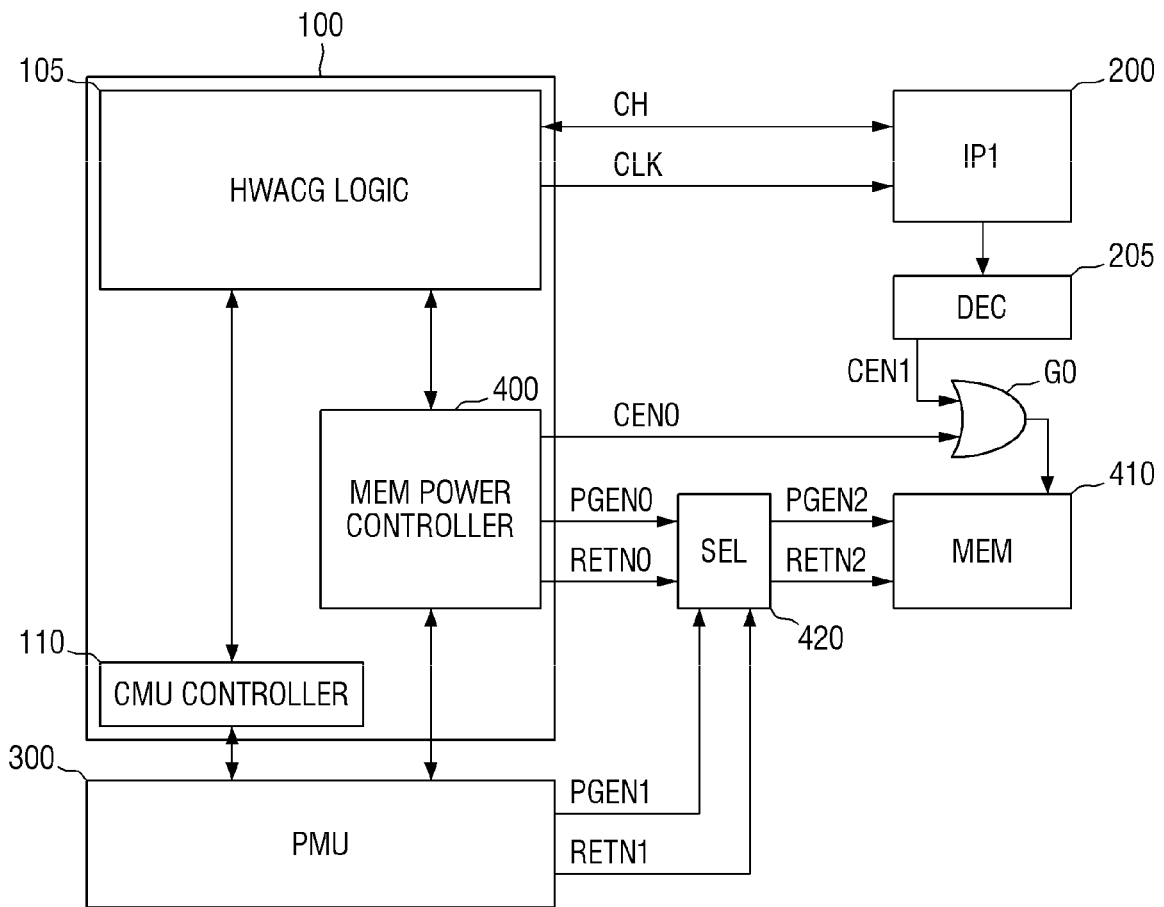 100
105
200
HWACG LOGIC
CH
CLK
IP1
205
DEC
CEN1
G0
400
CEN0
MEM POWER
CONTROLLER
PGEN0
RETN0
SEL
420
PGEN2
RETN2
410
MEM
110
CMU CONTROLLER
300
PMU
PGEN1
RETN1